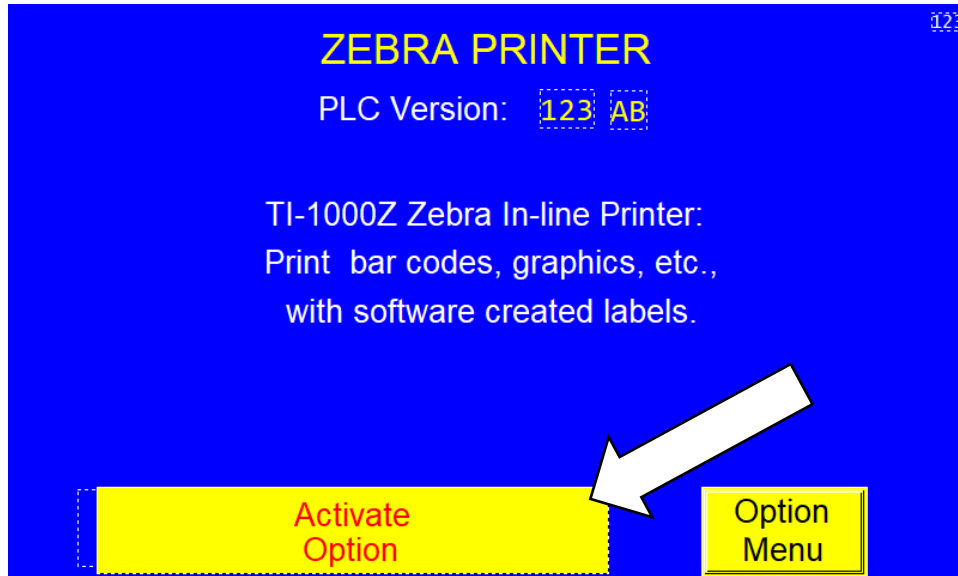 123
ZEBRA PRINTER
PLC Version: 123 AB
TI-1000Z Zebra In-line Printer:
Print bar codes, graphics, etc.,
with software created labels.
Activate
Option
Option
Menu